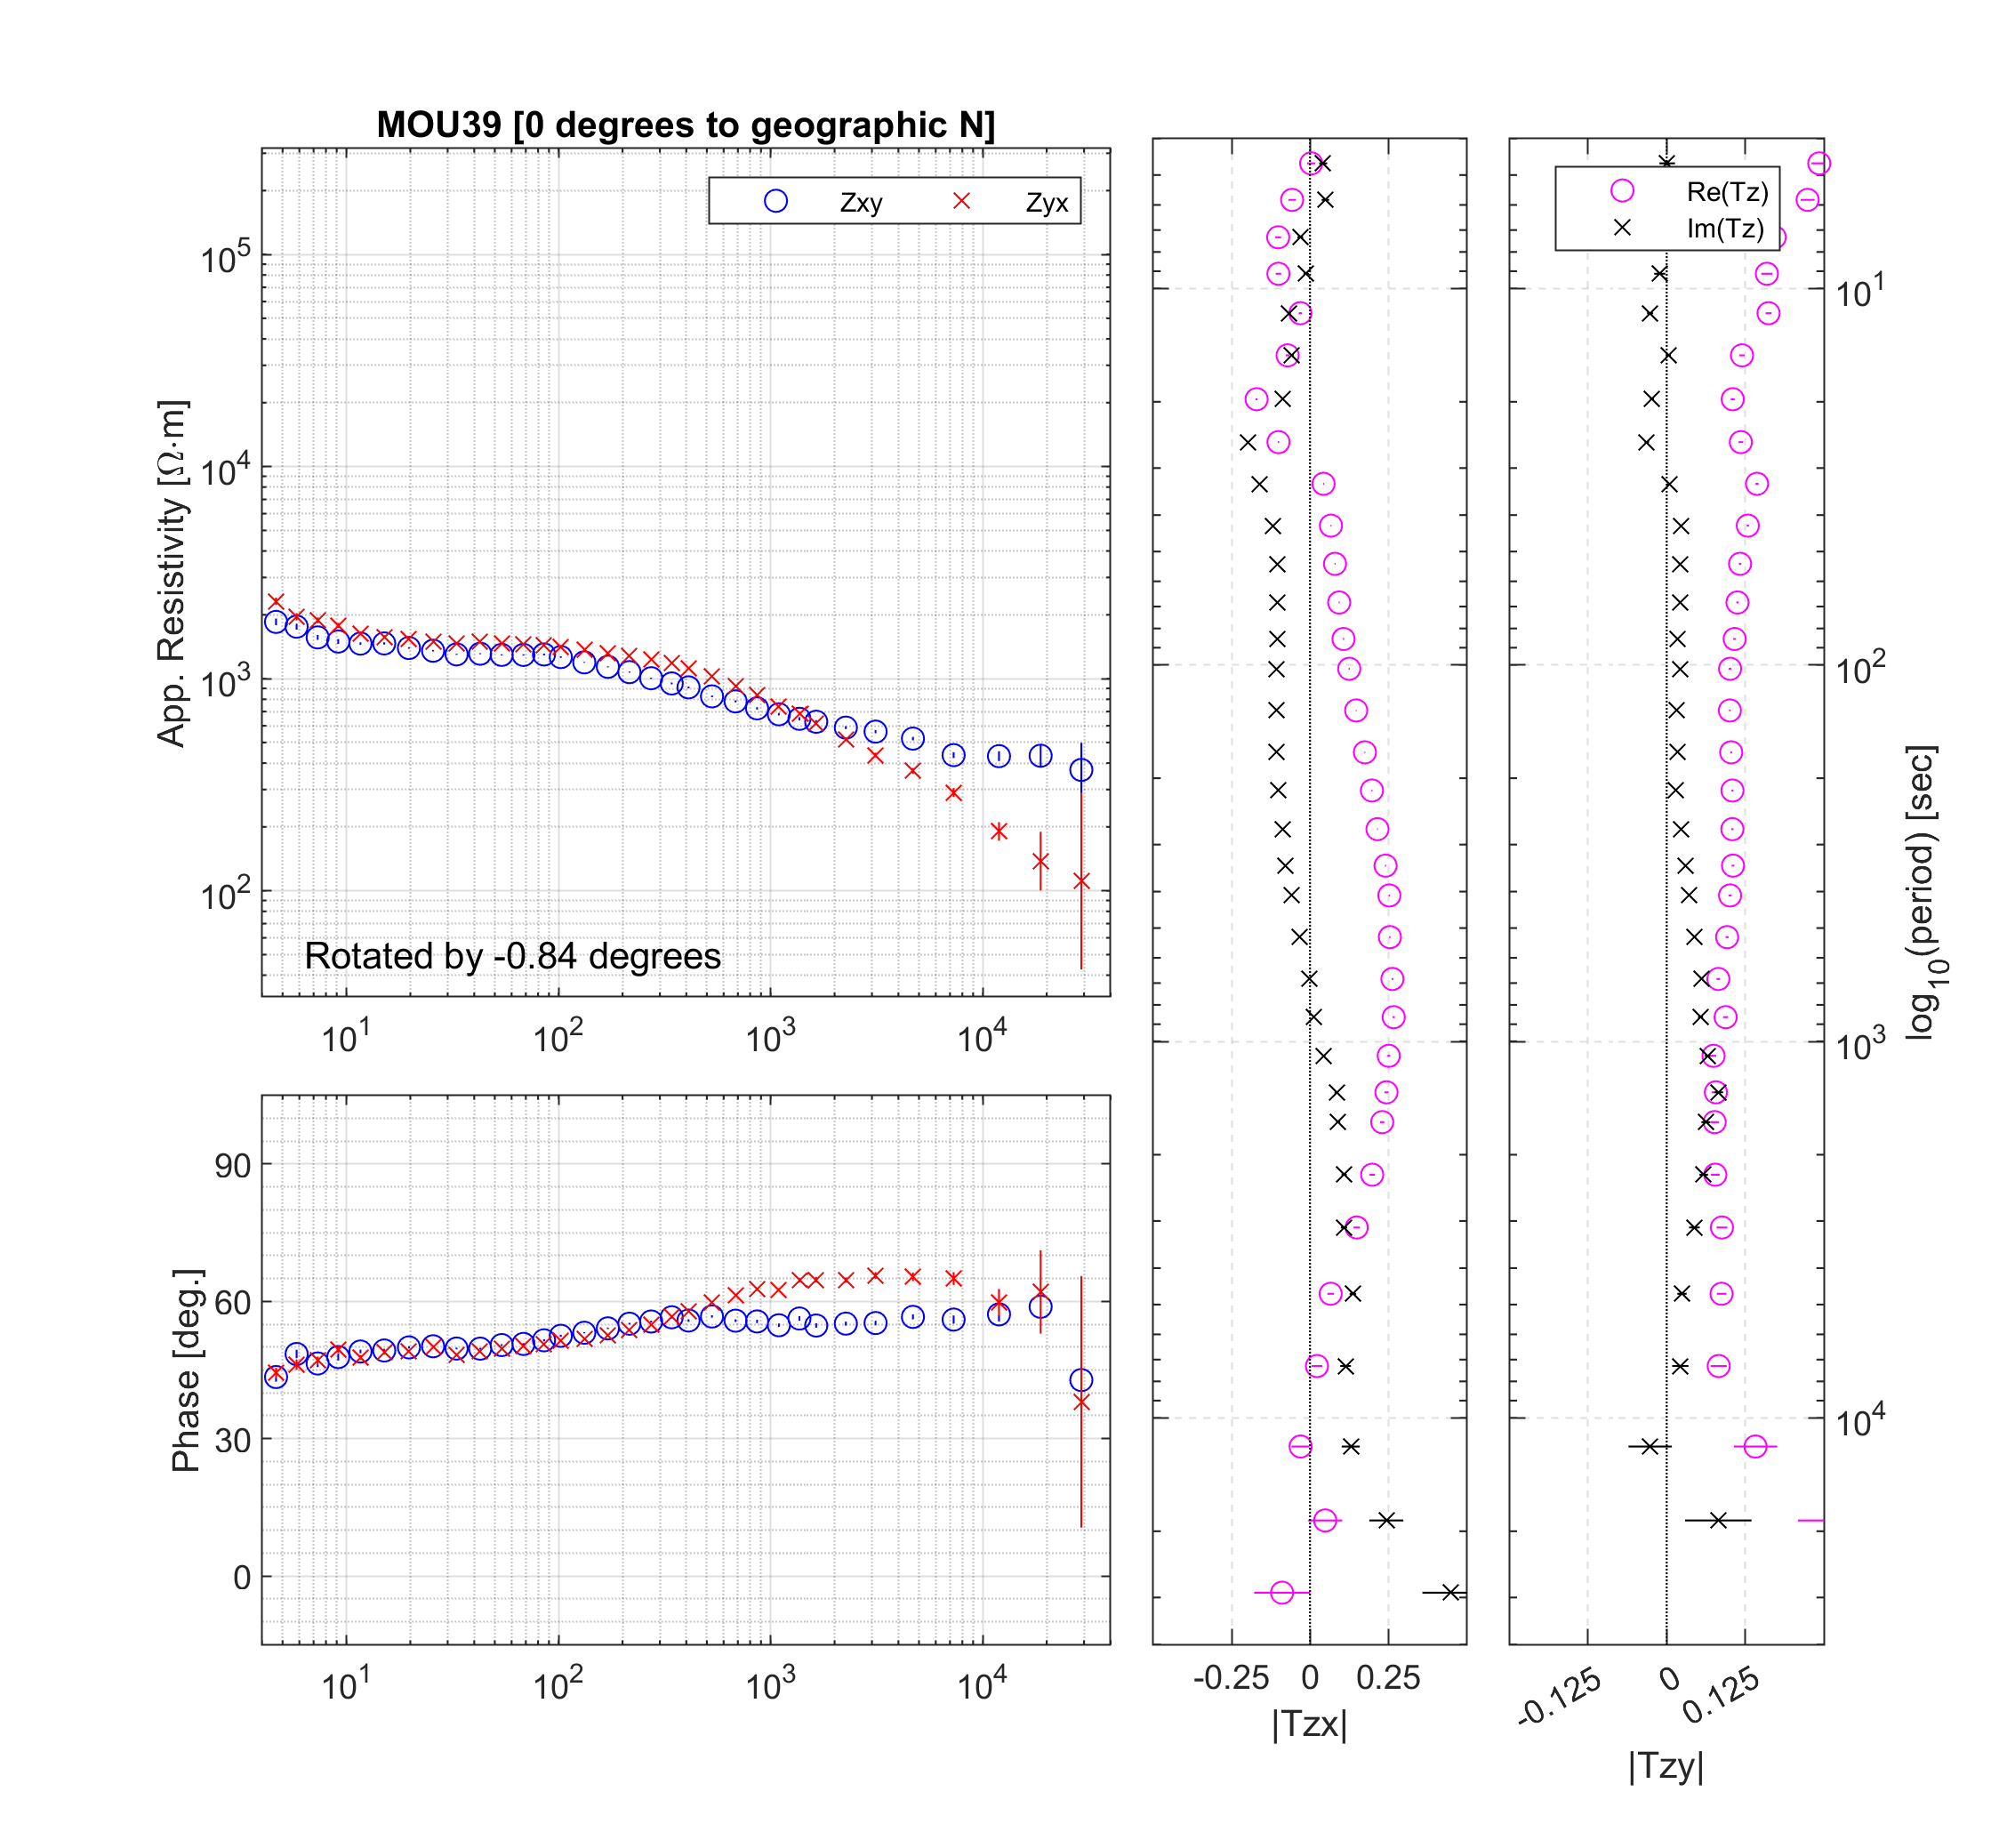 MOU39 [0 degrees to geographic N]
Zxy Zyx
App. Resistivity [Ω·m]
10^5
10^4
10^3
10^2
Rotated by -0.84 degrees
10^1 10^2 10^3 10^4
Phase [deg.]
90
60
30
0
10^1 10^2 10^3 10^4
-0.25 0 0.25
|Tzx|
Re(Tz)
Im(Tz)
10^1
10^2
10^3
10^4
log_10(period) [sec]
-0.125 0 0.125
|Tzy|